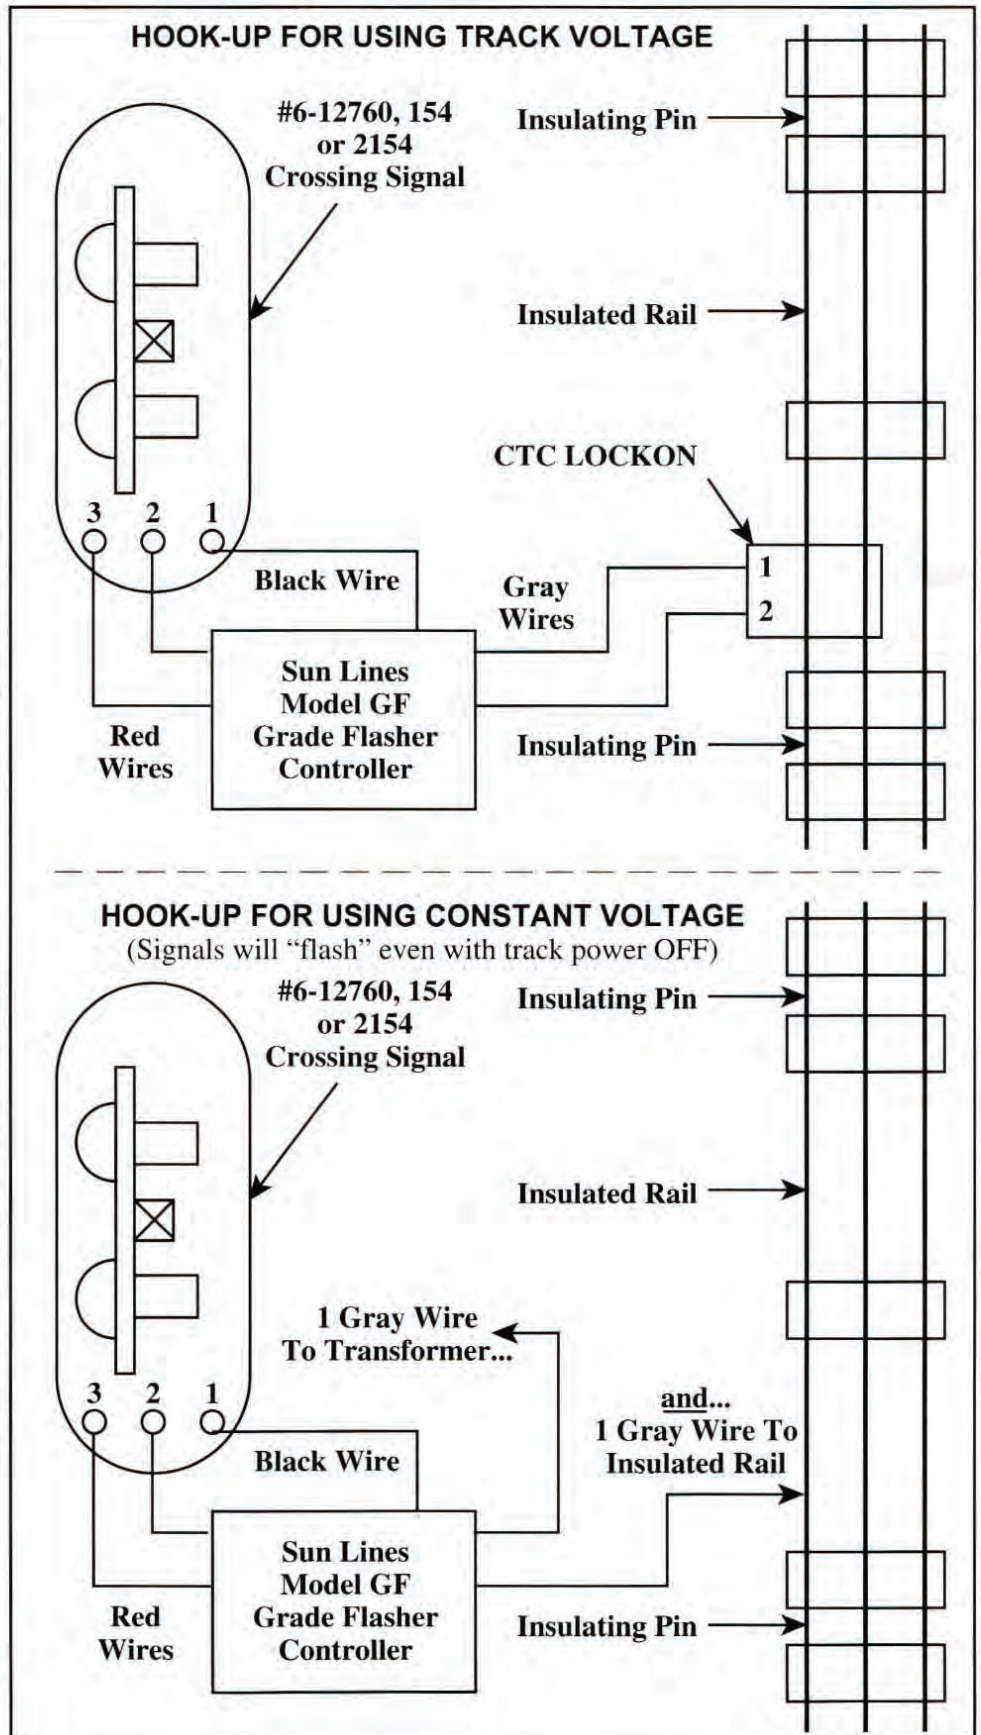 HOOK-UP FOR USING TRACK VOLTAGE
#6-12760, 154
or 2154
Crossing Signal
Insulating Pin
Insulated Rail
CTC LOCKON
3 2 1
Black Wire
Gray
Wires
1
2
Sun Lines
Model GF
Grade Flasher
Controller
Red
Wires
Insulating Pin
HOOK-UP FOR USING CONSTANT VOLTAGE
(Signals will “flash” even with track power OFF)
#6-12760, 154
or 2154
Crossing Signal
Insulating Pin
Insulated Rail
1 Gray Wire
To Transformer...
and...
1 Gray Wire To
Insulated Rail
3 2 1
Black Wire
Sun Lines
Model GF
Grade Flasher
Controller
Red
Wires
Insulating Pin